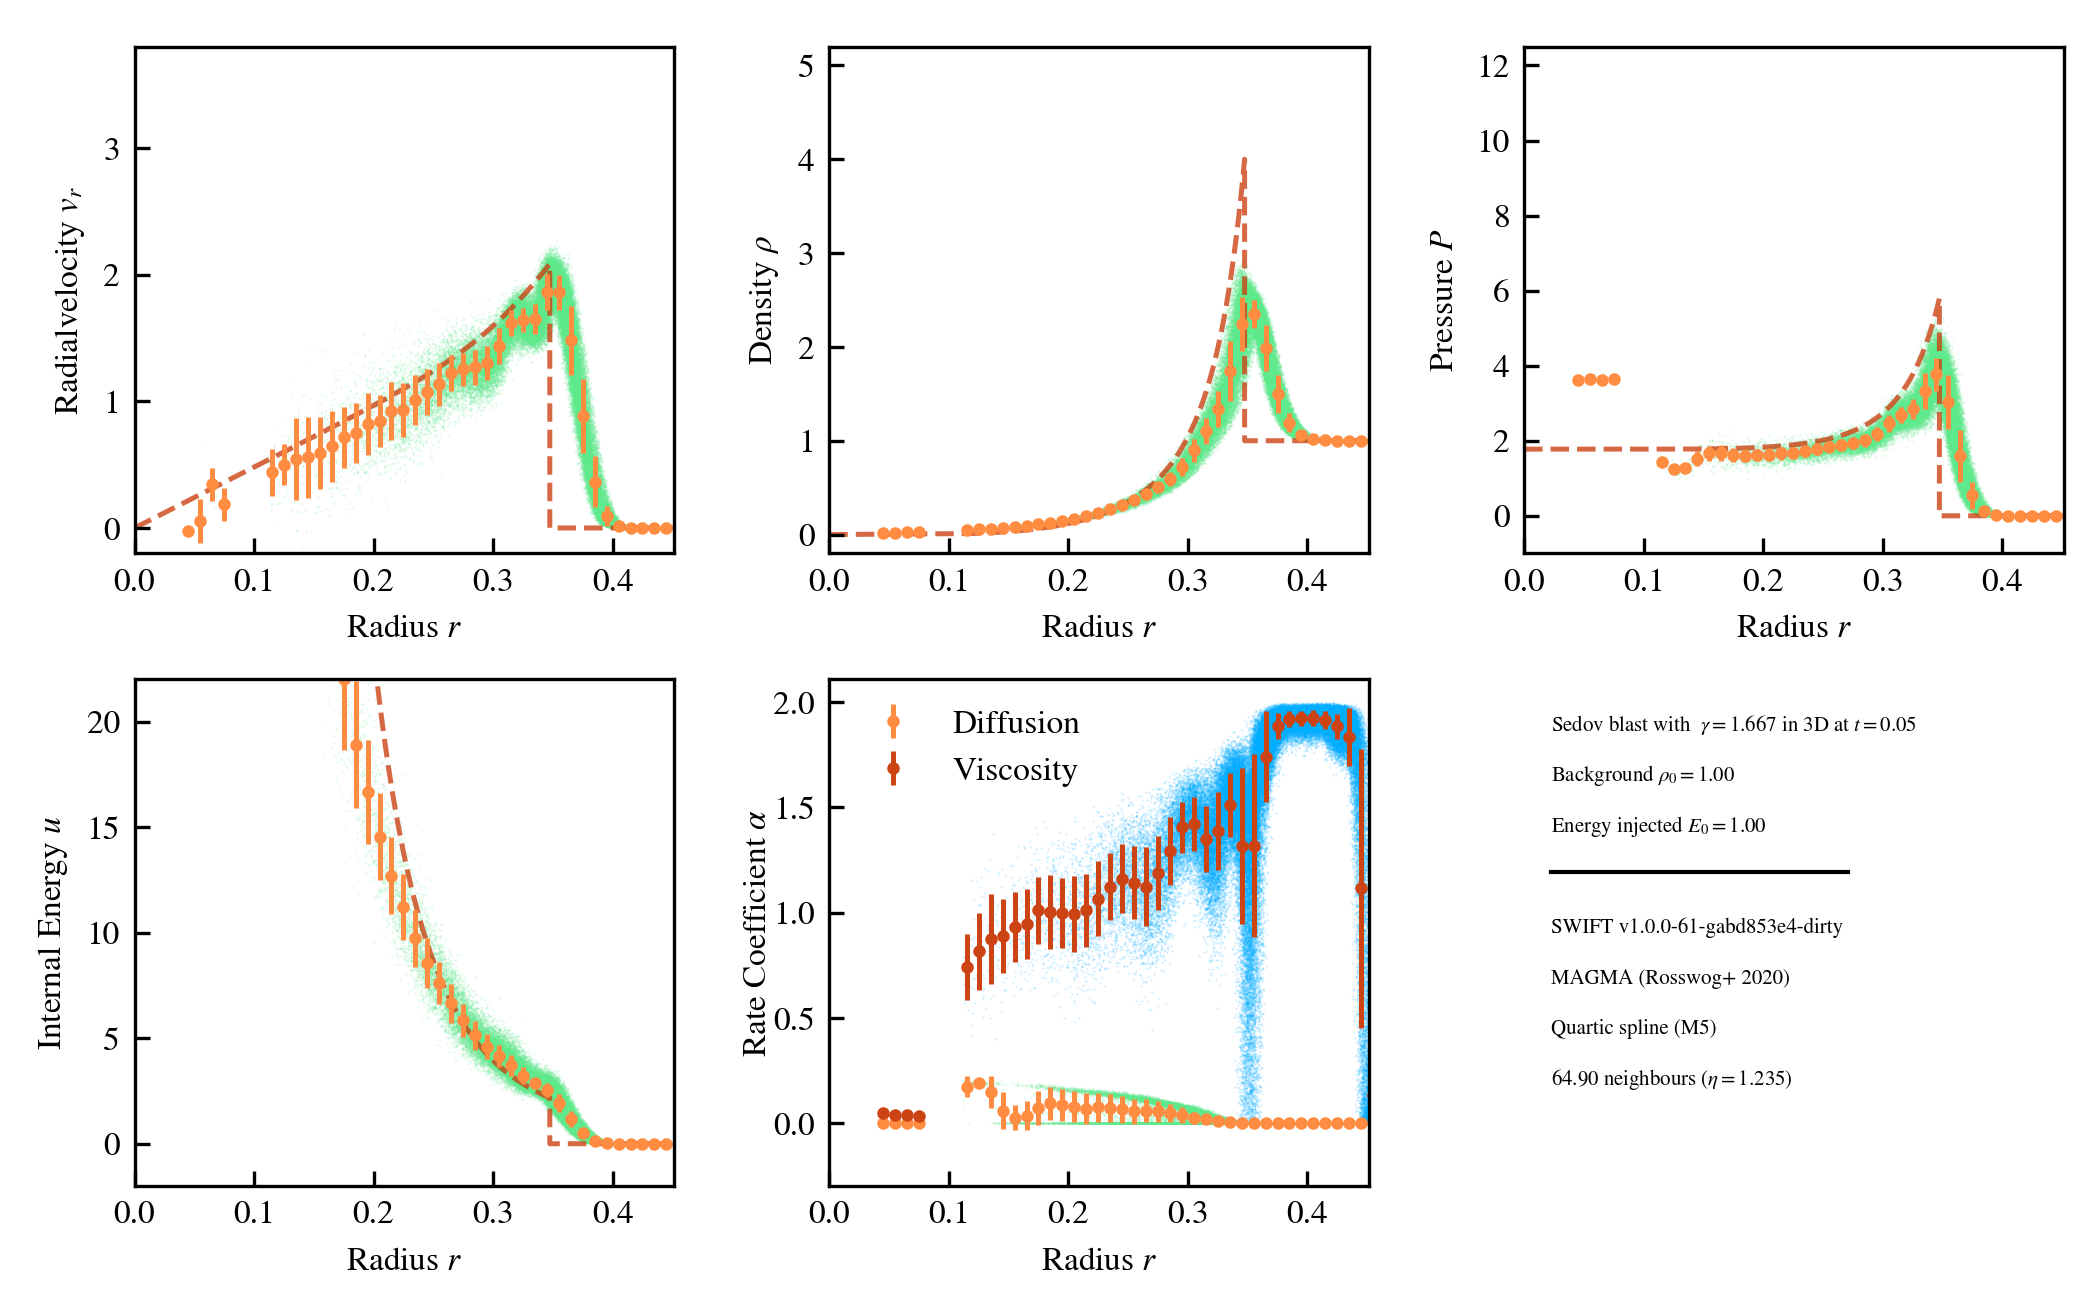 3
2
1
0
Radialvelocity v_r
0.0 0.1 0.2 0.3 0.4
Radius r
5
4
3
2
1
0
Density ρ
0.0 0.1 0.2 0.3 0.4
Radius r
12
10
8
6
4
2
0
Pressure P
0.0 0.1 0.2 0.3 0.4
Radius r
20
15
10
5
0
Internal Energy u
0.0 0.1 0.2 0.3 0.4
Radius r
2.0
1.5
1.0
0.5
0.0
Rate Coefficient α
Diffusion
Viscosity
0.0 0.1 0.2 0.3 0.4
Radius r
Sedov blast with γ = 1.667 in 3D at t = 0.05
Background ρ₀ = 1.00
Energy injected E₀ = 1.00
SWIFT v1.0.0-61-gabd853e4-dirty
MAGMA (Rosswog+ 2020)
Quartic spline (M5)
64.90 neighbours (η = 1.235)